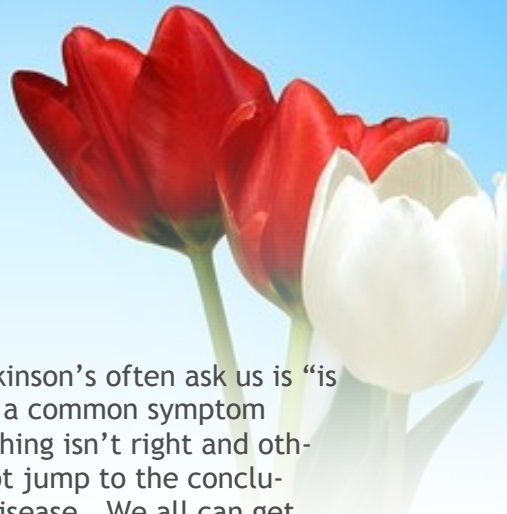 kinson’s often ask us is “is
a common symptom
hing isn’t right and oth-
ot jump to the conclu-
isease. We all can get